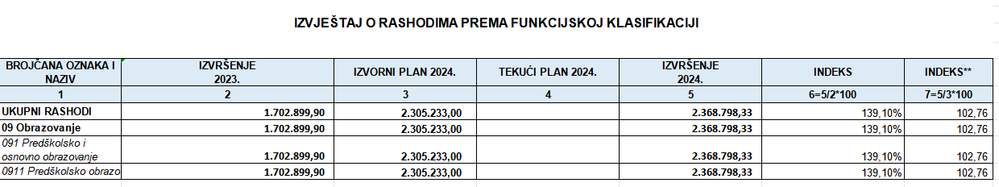 IZVJEŠTAJ O RASHODIMA PREMA FUNKCIJSKOJ KLASIFIKACIJI
BROJČANA OZNAKA I
NAZIV
IZVRŠENJE
2023.
IZVORNI PLAN 2024.
TEKUĆI PLAN 2024.
IZVRŠENJE
2024.
INDEKS
INDEKS**
1 2 3 4 5 6=5/2*100 7=5/3*100
UKUPNI RASHODI 1.702.899,90 2.305.233,00 2.368.798,33 139,10% 102,76
09 Obrazovanje 1.702.899,90 2.305.233,00 2.368.798,33 139,10% 102,76
091 Predškolsko i
osnovno obrazovanje 1.702.899,90 2.305.233,00 2.368.798,33 139,10% 102,76
0911 Predškolsko obrazo 1.702.899,90 2.305.233,00 2.368.798,33 139,10% 102,76